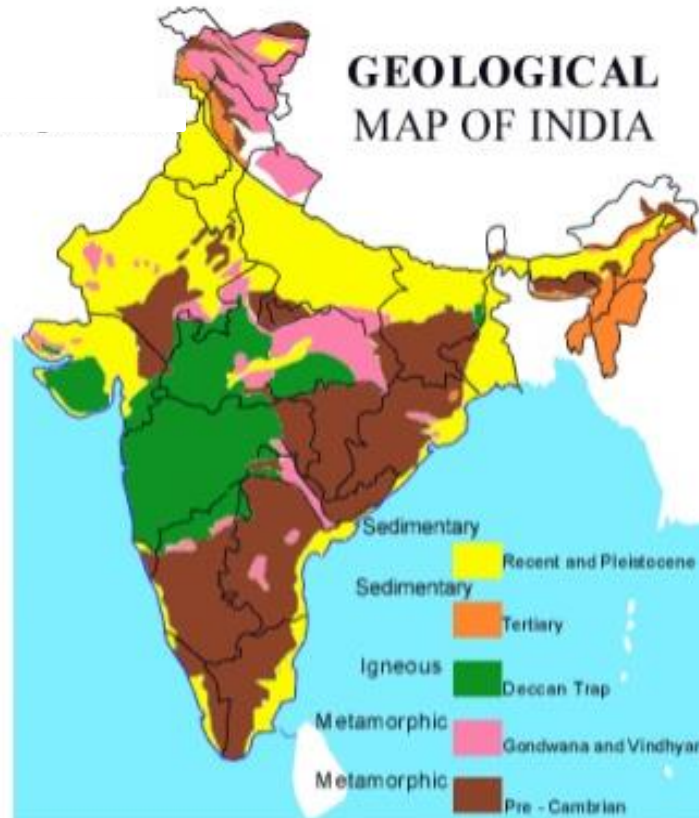 GEOLOGICAL
MAP OF INDIA
Sedimentary
Recent and Pleistocene
Sedimentary
Tertiary
Igneous
Deccan Trap
Metamorphic
Gondwana and Vindhyan
Metamorphic
Pre - Cambrian